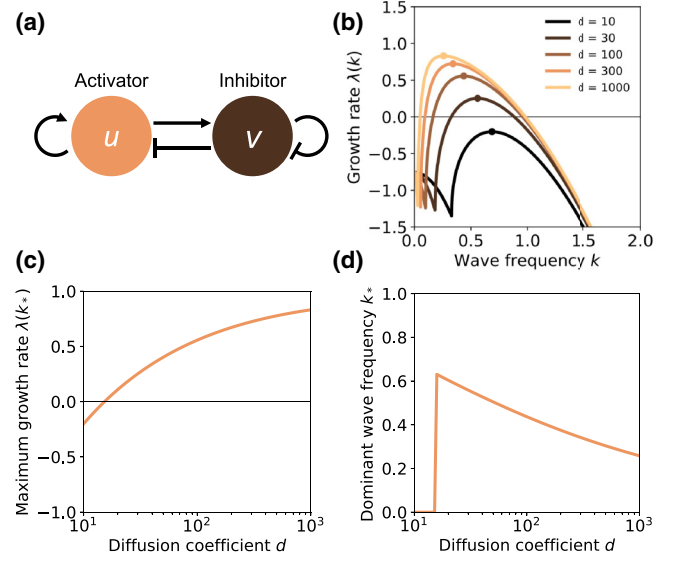 (a)
Activator
Inhibitor
u
v
(b)
Growth rate λ(k)
1.5
1.0
0.5
0.0
−0.5
−1.0
−1.5
0.0
0.5
1.0
1.5
2.0
Wave frequency k
d = 10
d = 30
d = 100
d = 300
d = 1000
(c)
Maximum growth rate λ(k*)
1.0
0.5
0.0
−0.5
−1.0
10¹
10²
10³
Diffusion coefficient d
(d)
Dominant wave frequency k*
1.0
0.8
0.6
0.4
0.2
0.0
10¹
10²
10³
Diffusion coefficient d